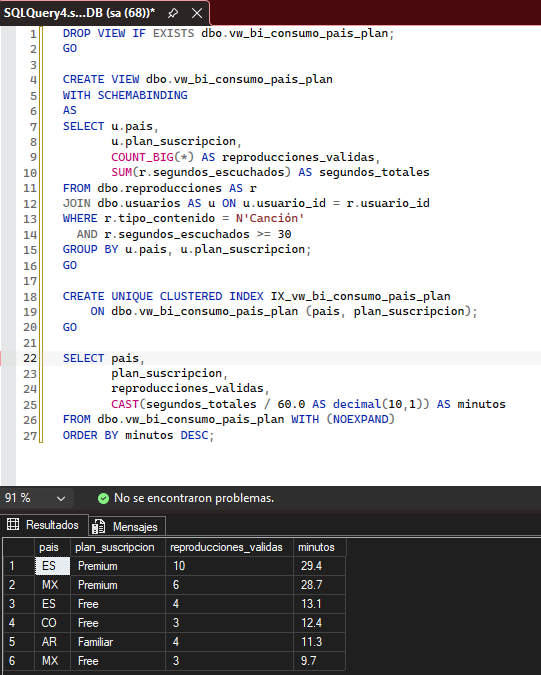 SQLQuery4.s...DB (sa (68))*
1 DROP VIEW IF EXISTS dbo.vw_bi_consumo_pais_plan;
2 GO
3
4 CREATE VIEW dbo.vw_bi_consumo_pais_plan
5 WITH SCHEMABINDING
6 AS
7 SELECT u.pais,
8 u.plan_suscripcion,
9 COUNT_BIG(*) AS reproducciones_validas,
10 SUM(r.segundos_escuchados) AS segundos_totales
11 FROM dbo.reproducciones AS r
12 JOIN dbo.usuarios AS u ON u.usuario_id = r.usuario_id
13 WHERE r.tipo_contenido = N'Canción'
14 AND r.segundos_escuchados >= 30
15 GROUP BY u.pais, u.plan_suscripcion;
16 GO
17
18 CREATE UNIQUE CLUSTERED INDEX IX_vw_bi_consumo_pais_plan
19 ON dbo.vw_bi_consumo_pais_plan (pais, plan_suscripcion);
20 GO
21
22 SELECT pais,
23 plan_suscripcion,
24 reproducciones_validas,
25 CAST(segundos_totales / 60.0 AS decimal(10,1)) AS minutos
26 FROM dbo.vw_bi_consumo_pais_plan WITH (NOEXPAND)
27 ORDER BY minutos DESC;
91 % No se encontraron problemas.
Resultados Mensajes
pais plan_suscripcion reproducciones_validas minutos
1 ES Premium 10 29.4
2 MX Premium 6 28.7
3 ES Free 4 13.1
4 CO Free 3 12.4
5 AR Familiar 4 11.3
6 MX Free 3 9.7